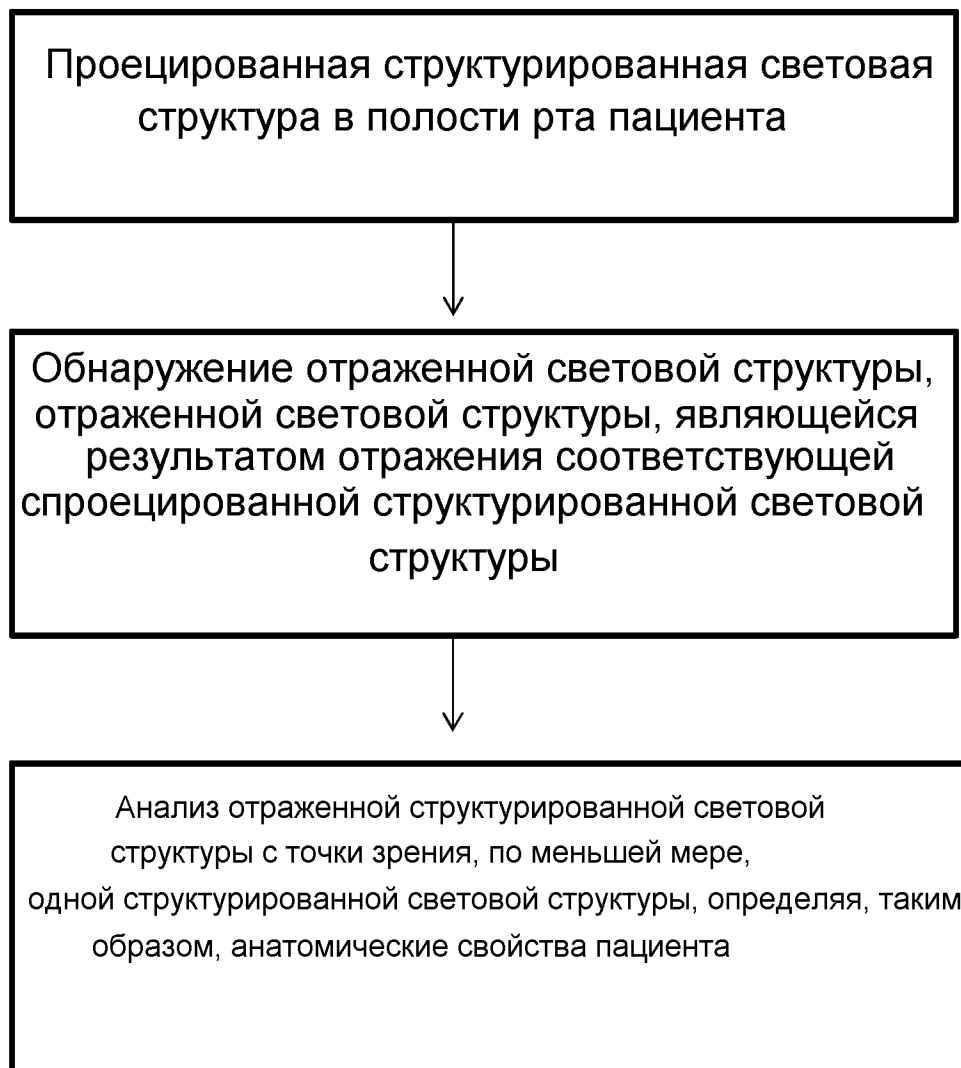 Проецированная структурированная световая
структура в полости рта пациента
Обнаружение отраженной световой структуры,
отраженной световой структуры, являющейся
результатом отражения соответствующей
спроецированной структурированной световой
структуры
Анализ отраженной структурированной световой
структуры с точки зрения, по меньшей мере,
одной структурированной световой структуры, определяя, таким
образом, анатомические свойства пациента